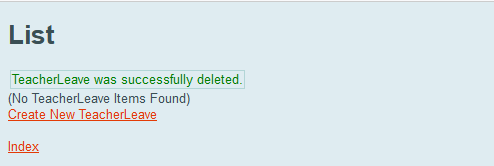 List
TeacherLeave was successfully deleted.
(No TeacherLeave Items Found)
Create New TeacherLeave
Index